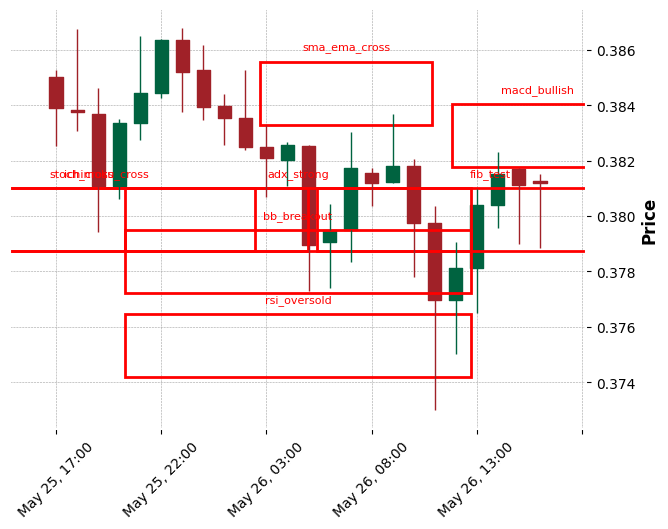 sma_ema_cross
0.386
macd_bullish
0.384
0.382
adx_strong
fib_test
bb_breakout
0.380
Price
0.378
rsi_oversold
0.376
0.374
May 25, 17:00
May 25, 22:00
May 26, 03:00
May 26, 08:00
May 26, 13:00